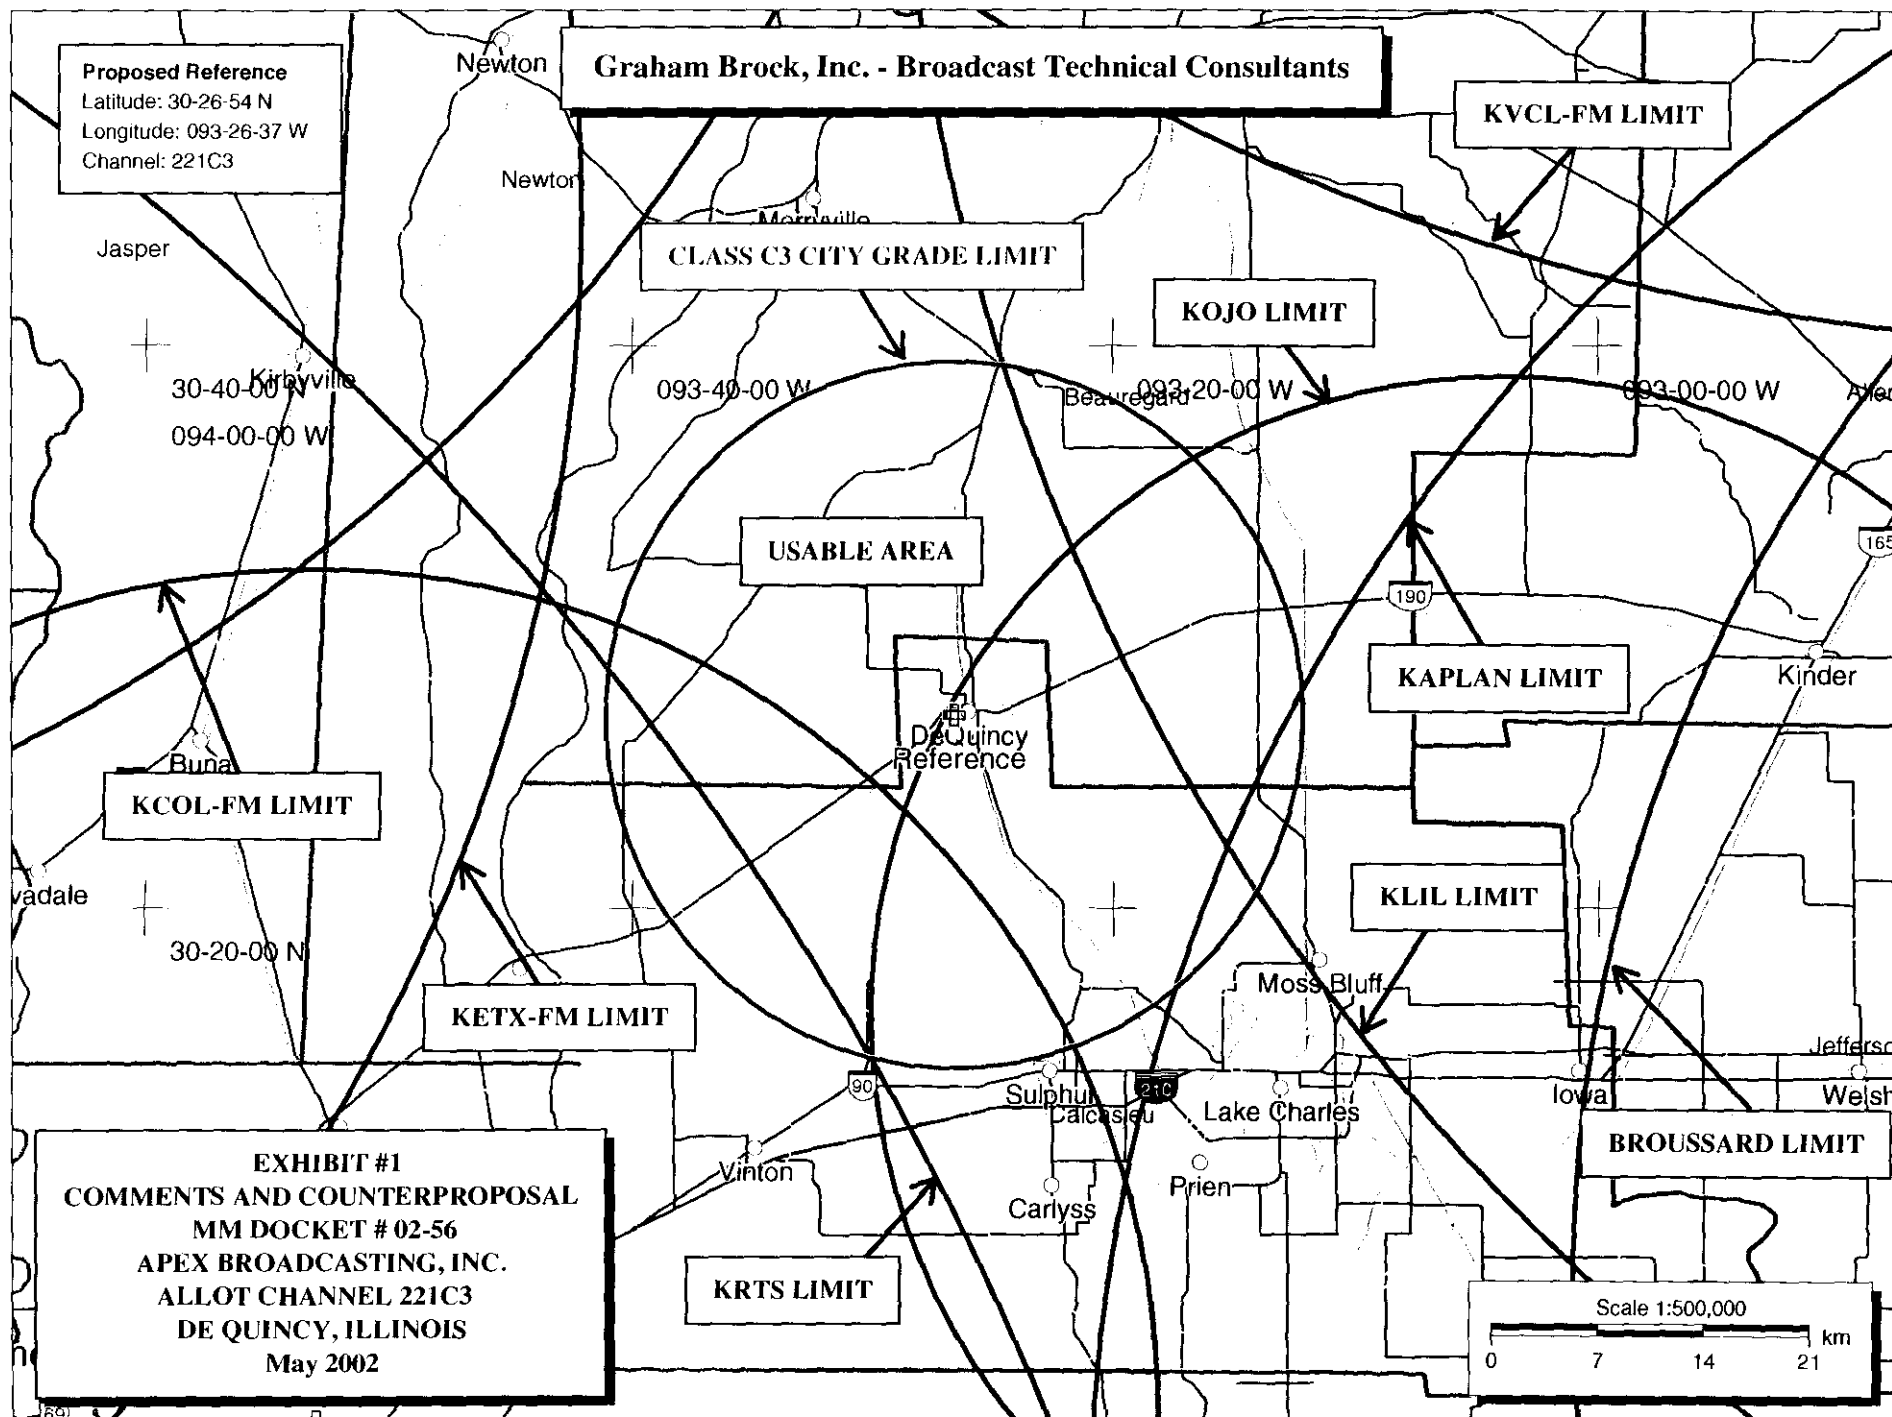 Proposed Reference
Latitude: 30-26-54 N
Longitude: 093-26-37 W
Channel: 221C3
Newton
Graham Brock, Inc. - Broadcast Technical Consultants
KVCL-FM LIMIT
Newton
Merryville
Jasper
CLASS C3 CITY GRADE LIMIT
KOJO LIMIT
Kirbyville
30-40-00 N
093-40-00 W
Beauregard
093-20-00 W
093-00-00 W
Allen
094-00-00 W
USABLE AREA
165
190
KAPLAN LIMIT
Kinder
DeQuincy
Reference
Buna
KCOL-FM LIMIT
vadale
KLIL LIMIT
30-20-00 N
Moss Bluff
KETX-FM LIMIT
Jefferso
90
210
Sulphur
Calcasieu
Lake Charles
Iowa
Welsh
BROUSSARD LIMIT
Vinton
Prien
Carlyss
EXHIBIT #1
COMMENTS AND COUNTERPROPOSAL
MM DOCKET # 02-56
APEX BROADCASTING, INC.
ALLOT CHANNEL 221C3
DE QUINCY, ILLINOIS
May 2002
KRTS LIMIT
Scale 1:500,000
km
0 7 14 21
69